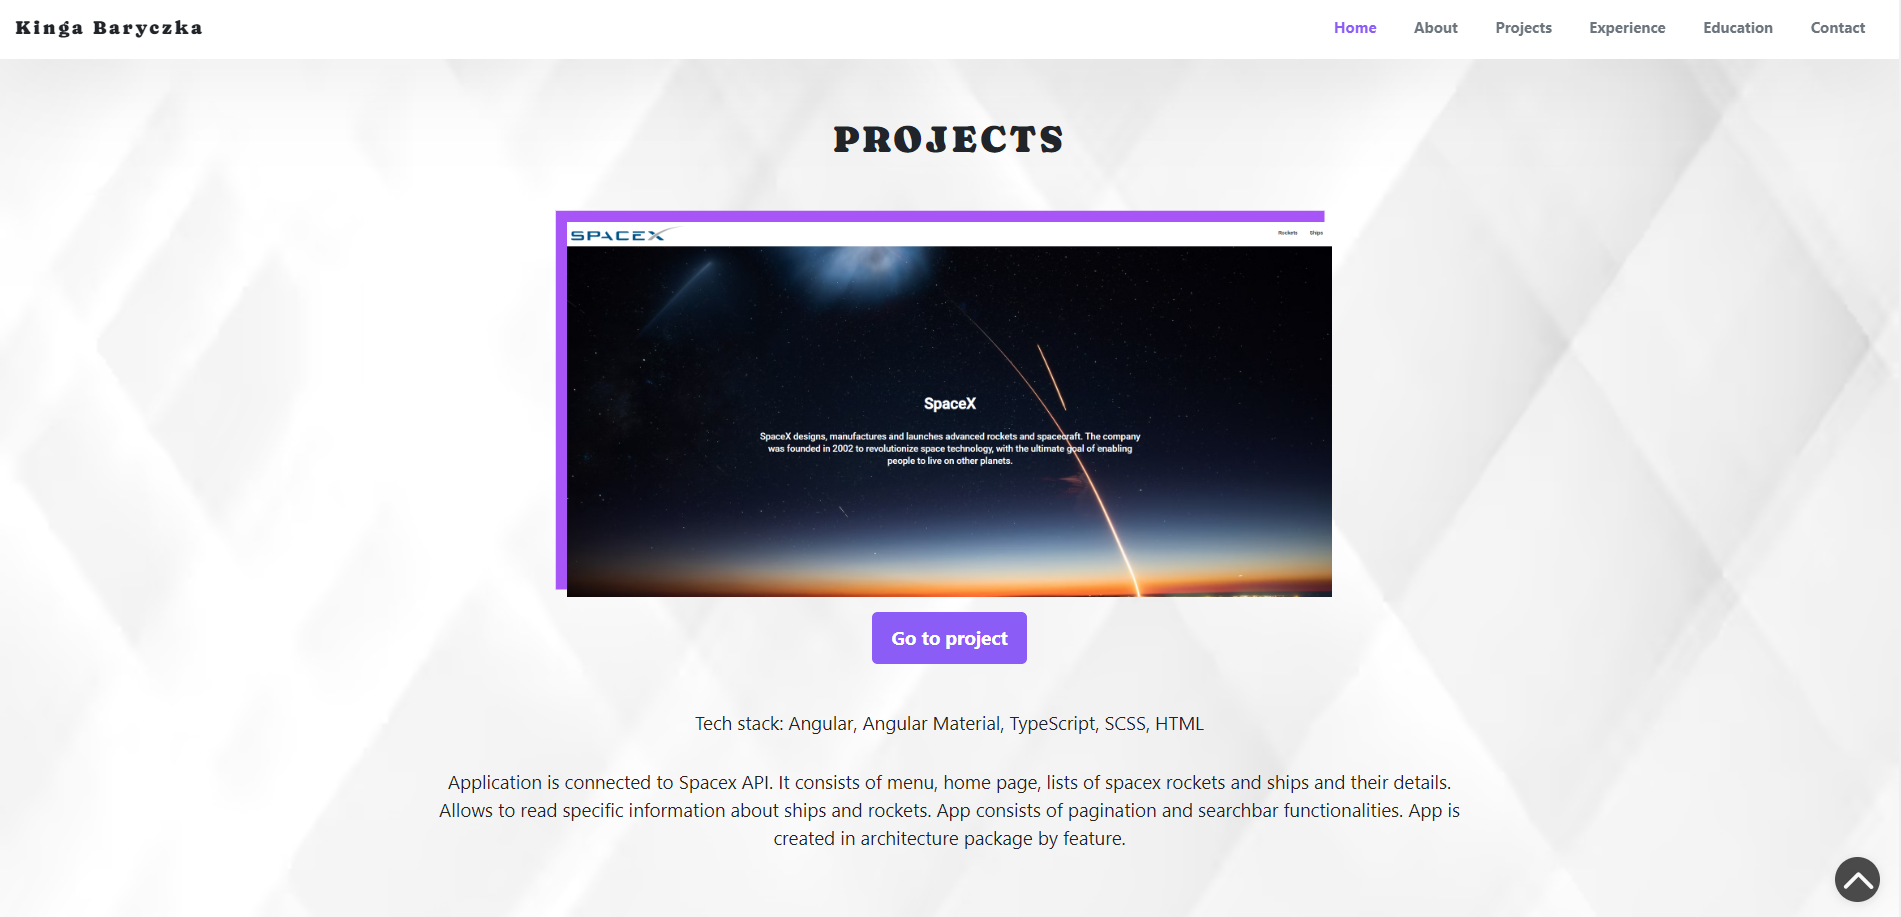 Kinga Baryczka
Home About Projects Experience Education Contact
PROJECTS
SPACEX
Rockets Ships
SpaceX
SpaceX designs, manufactures and launches advanced rockets and spacecraft. The company
was founded in 2002 to revolutionize space technology, with the ultimate goal of enabling
people to live on other planets.
Go to project
Tech stack: Angular, Angular Material, TypeScript, SCSS, HTML
Application is connected to Spacex API. It consists of menu, home page, lists of spacex rockets and ships and their details.
Allows to read specific information about ships and rockets. App consists of pagination and searchbar functionalities. App is
created in architecture package by feature.